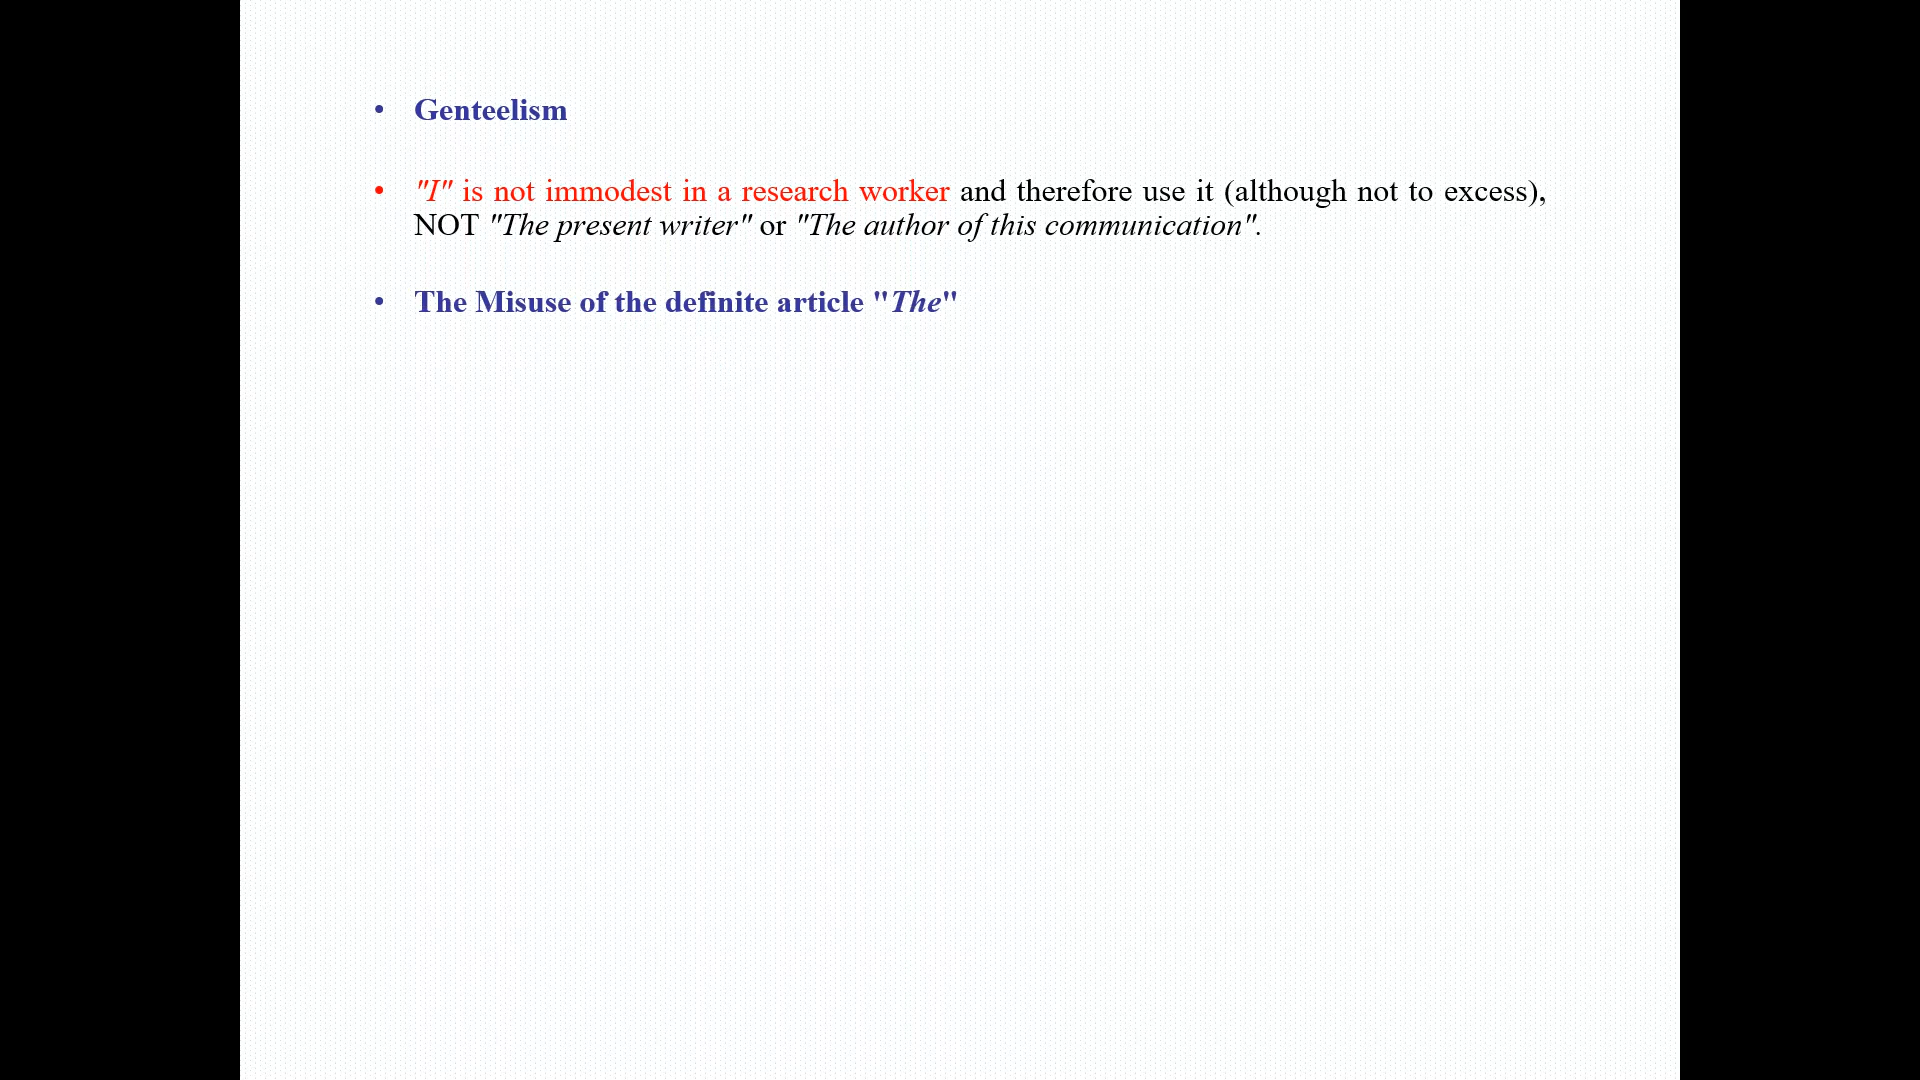 • Genteelism
• "I" is not immodest in a research worker and therefore use it (although not to excess),
NOT "The present writer" or "The author of this communication".
• The Misuse of the definite article "The"